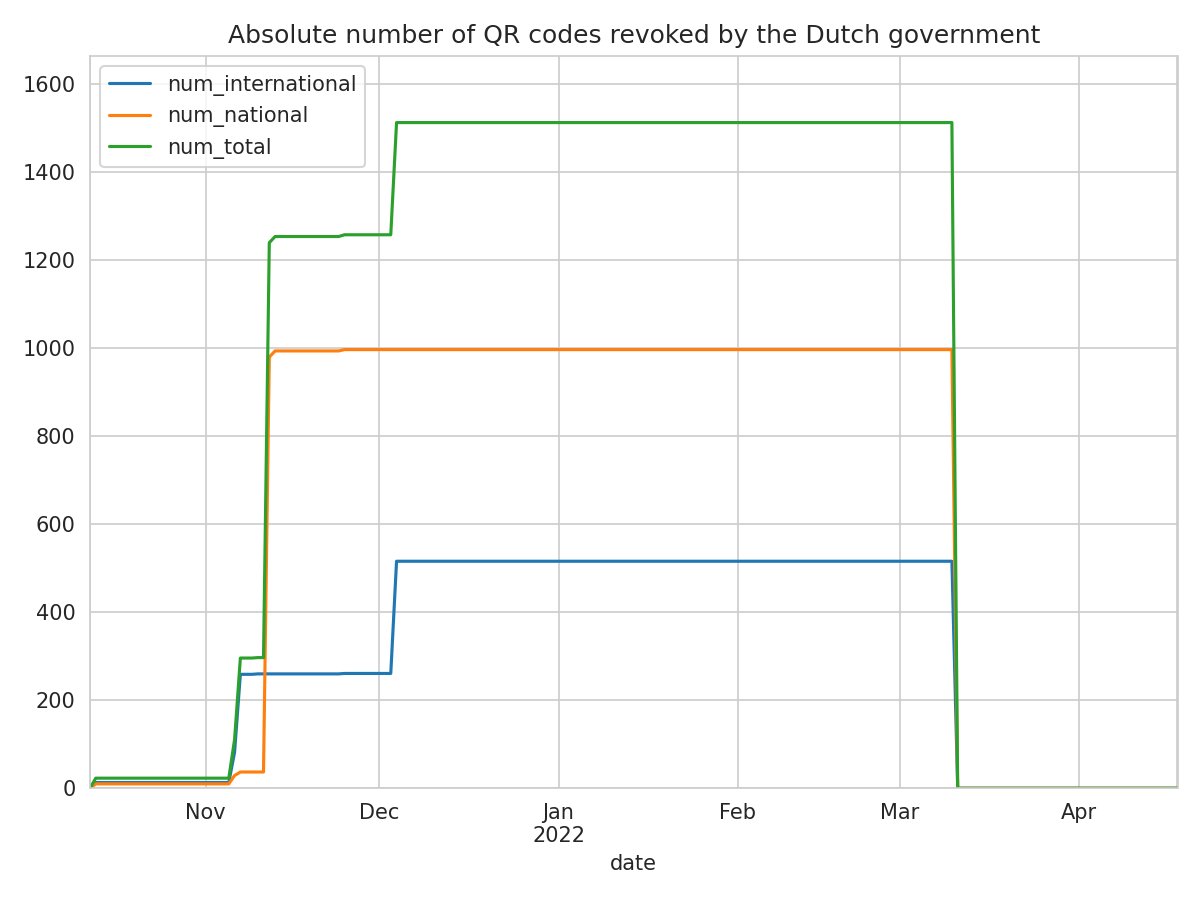 Absolute number of QR codes revoked by the Dutch government
num_international
num_national
num_total
1600
1400
1200
1000
800
600
400
200
0
Nov
Dec
Jan
2022
Feb
Mar
Apr
date